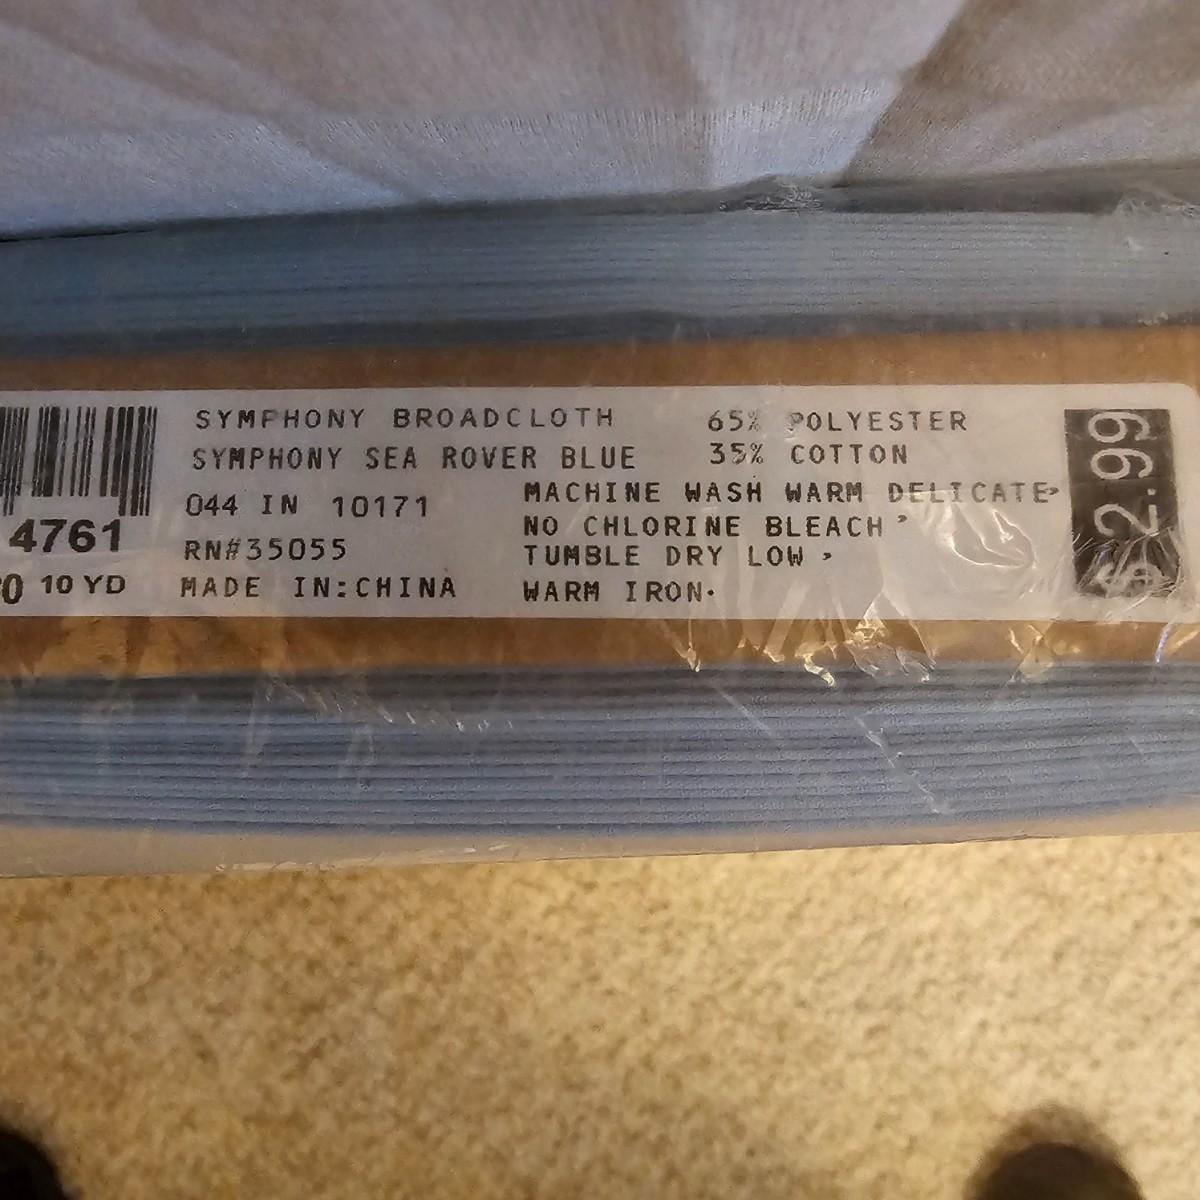 SYMPHONY BROADCLOTH
65% POLYESTER
SYMPHONY SEA ROVER BLUE
35% COTTON
044 IN 10171
MACHINE WASH WARM DELICATE,
4761
RN#35055
NO CHLORINE BLEACH,
TUMBLE DRY LOW,
0 10 YD
MADE IN:CHINA
WARM IRON.
$2.99